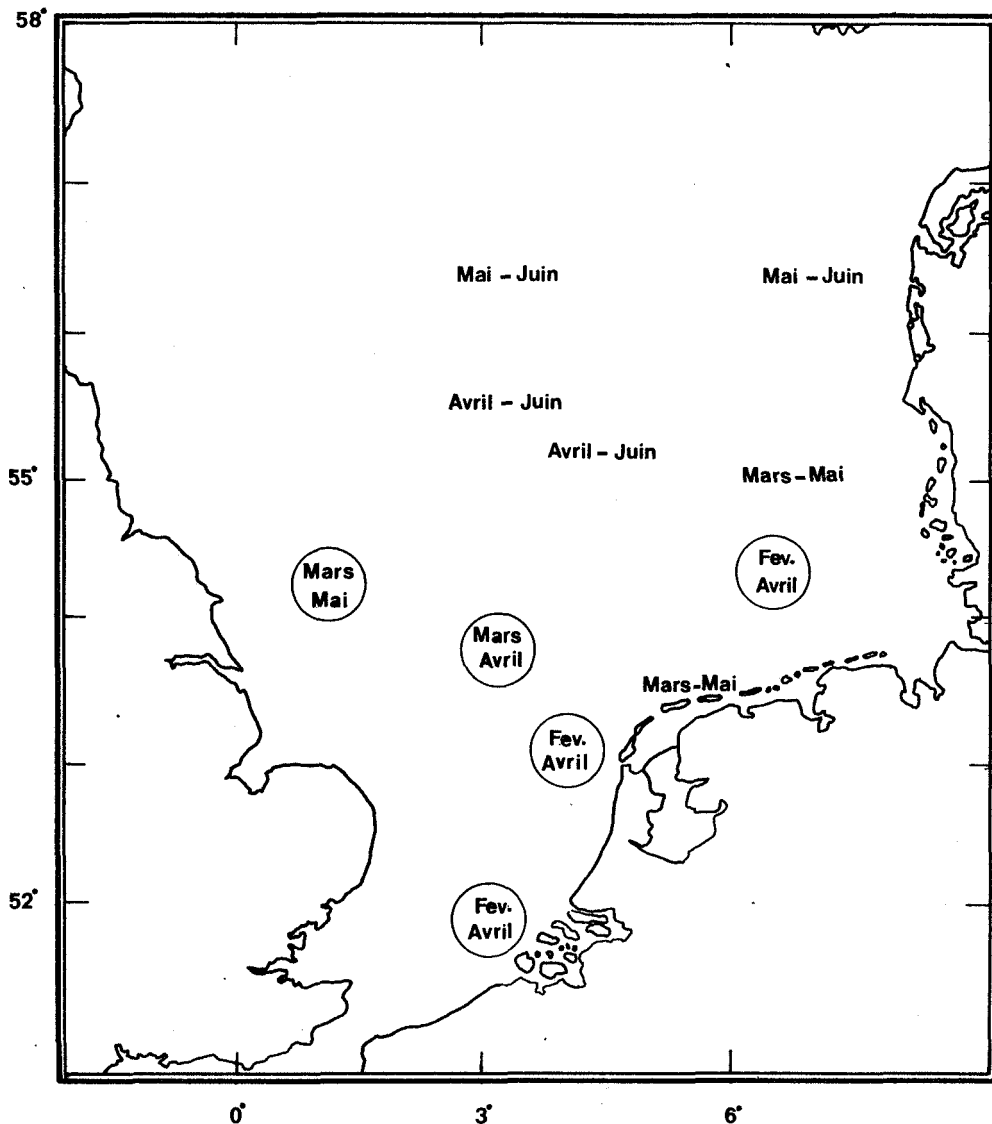 58°
Mai – Juin
Mai – Juin
Avril – Juin
Avril – Juin
55°
Mars – Mai
Mars
Mai
Fev.
Avril
Mars
Avril
Mars-Mai
Fev.
Avril
52°
Fev.
Avril
0°
3°
6°